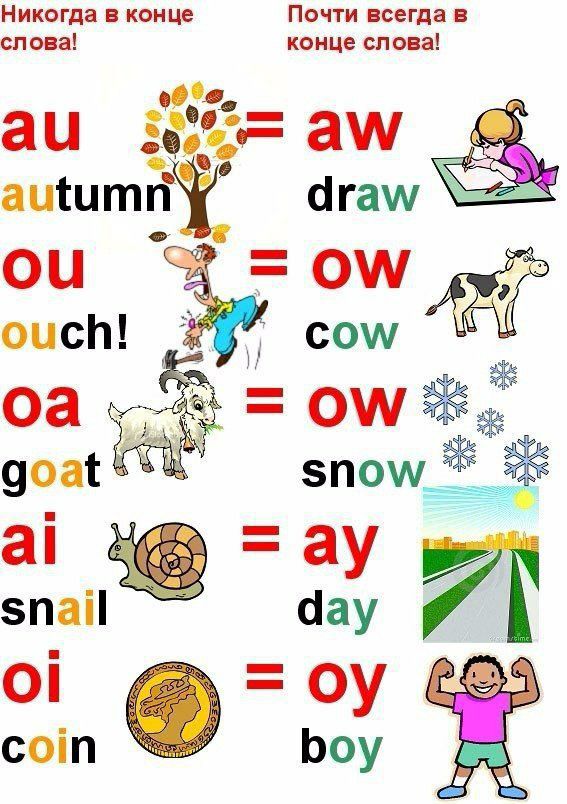 Никогда в конце
слова!
Почти всегда в
конце слова!
au = aw
autumn draw
ou = ow
ouch! cow
oa = ow
goat snow
ai = ay
snail day
oi = oy
coin boy
dreamstime